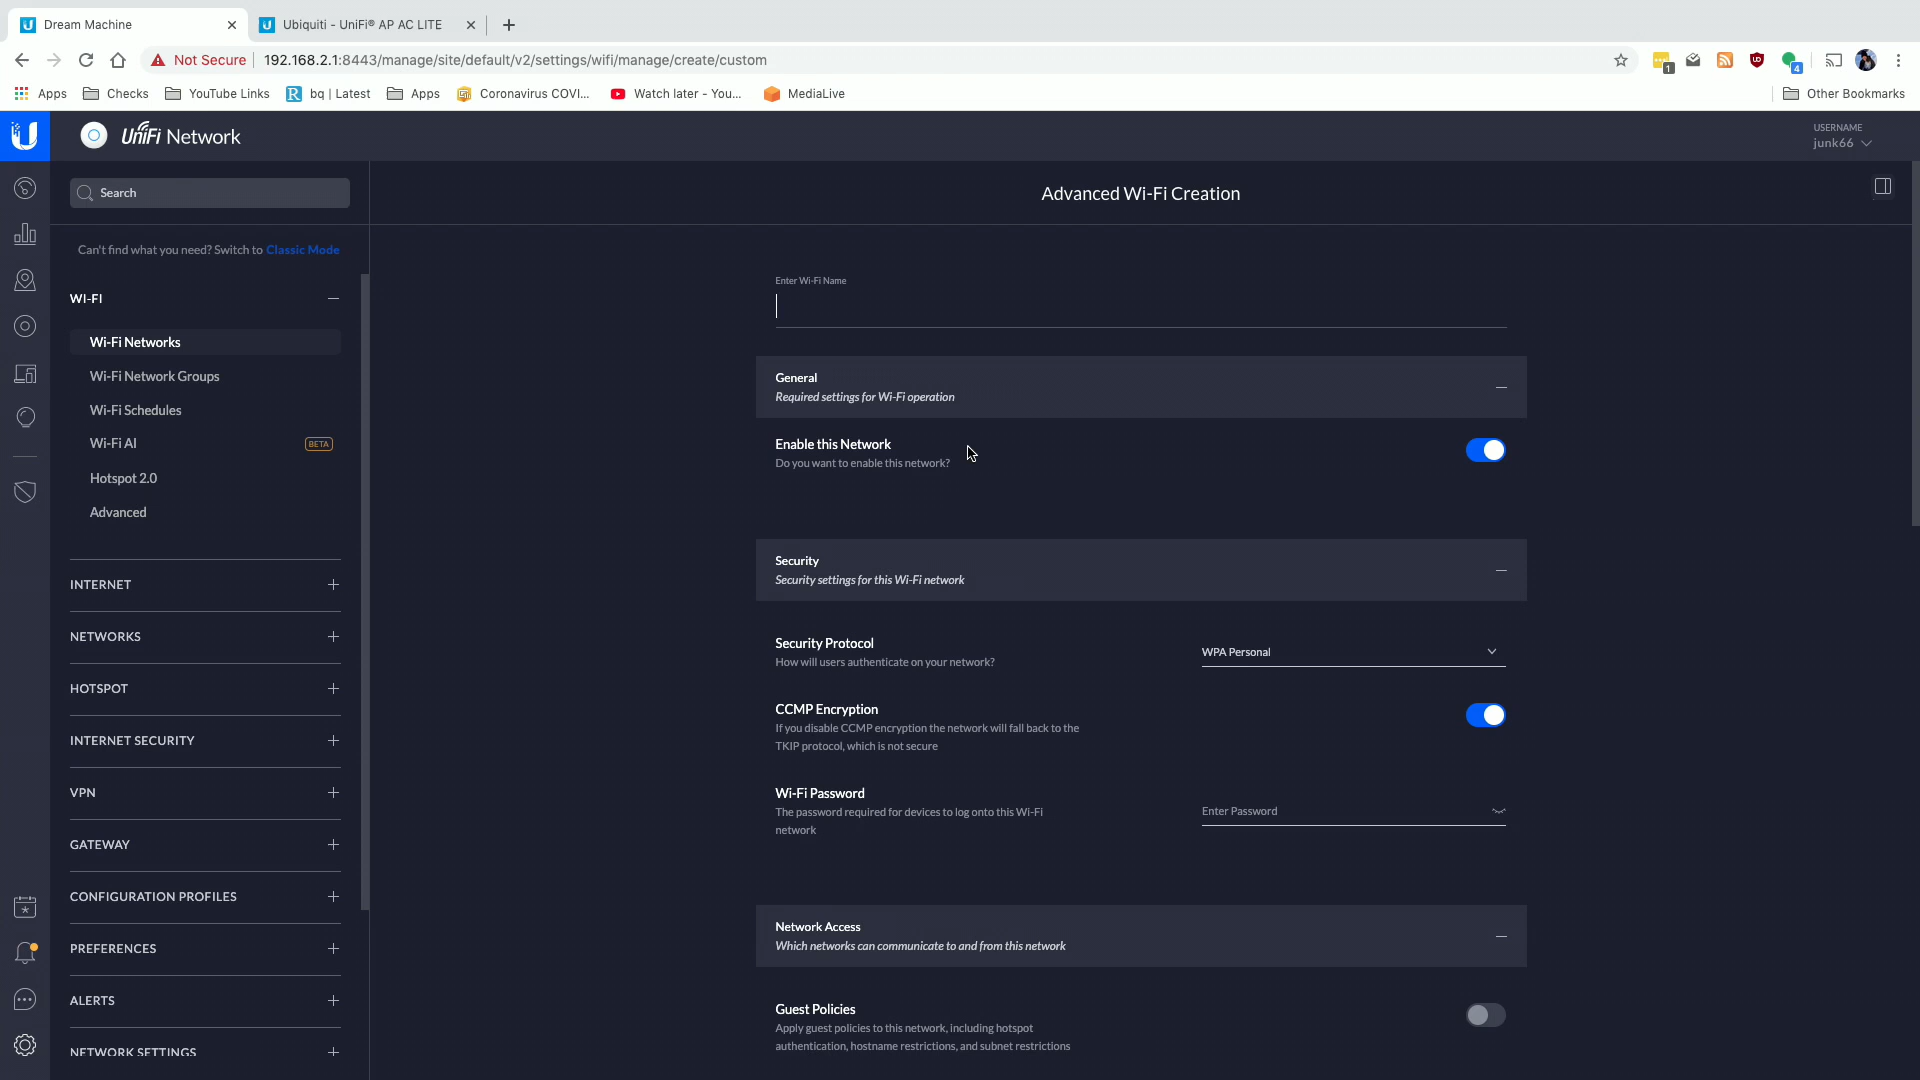 Dream Machine
Ubiquiti - UniFi® AP AC LITE
Not Secure
192.168.2.1:8443/manage/site/default/v2/settings/wifi/manage/create/custom
1
UD
4
Apps
Checks
YouTube Links
R
bq | Latest
Apps
Coronavirus COVI...
Watch later - You...
MediaLive
Other Bookmarks
UniFi Network
USERNAME
junk66
Search
Advanced Wi-Fi Creation
Can't find what you need? Switch to Classic Mode
WI-FI
Wi-Fi Networks
Wi-Fi Network Groups
Wi-Fi Schedules
Wi-Fi AI
BETA
Hotspot 2.0
Advanced
INTERNET
NETWORKS
HOTSPOT
INTERNET SECURITY
VPN
GATEWAY
CONFIGURATION PROFILES
PREFERENCES
ALERTS
NETWORK SETTINGS
Enter Wi-Fi Name
General
Required settings for Wi-Fi operation
Enable this Network
Do you want to enable this network?
Security
Security settings for this Wi-Fi network
Security Protocol
How will users authenticate on your network?
WPA Personal
CCMP Encryption
If you disable CCMP encryption the network will fall back to the
TKIP protocol, which is not secure
Wi-Fi Password
The password required for devices to log onto this Wi-Fi
network
Enter Password
Network Access
Which networks can communicate to and from this network
Guest Policies
Apply guest policies to this network, including hotspot
authentication, hostname restrictions, and subnet restrictions